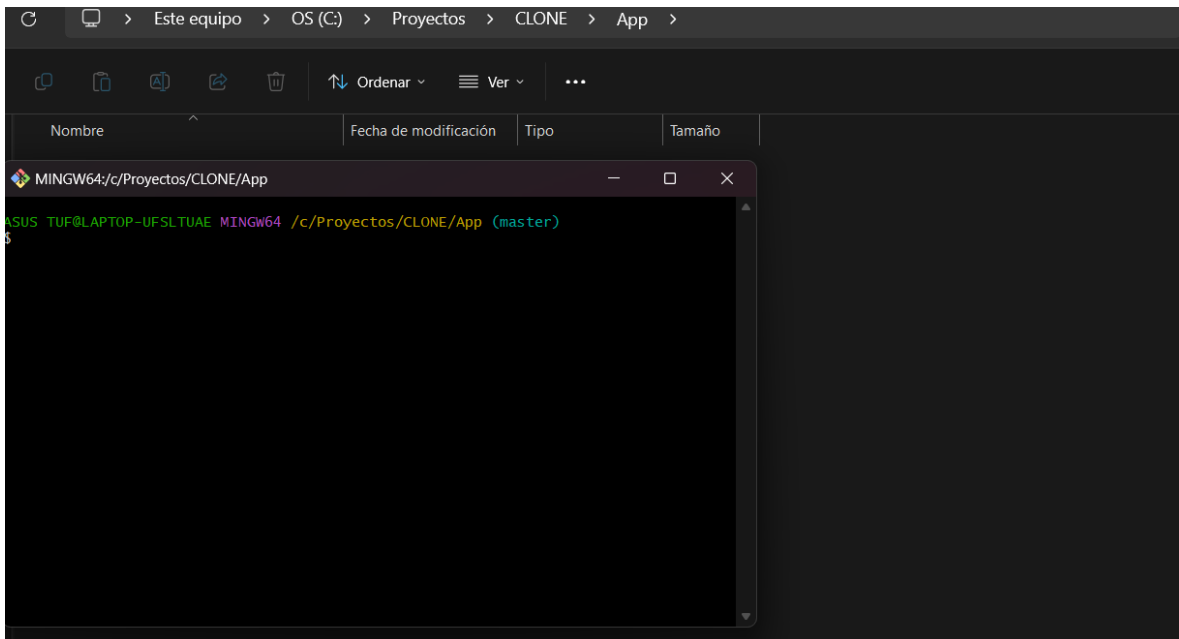 Este equipo > OS (C:) > Proyectos > CLONE > App >
Ordenar Ver ...
Nombre Fecha de modificación Tipo Tamaño
MINGW64:/c/Proyectos/CLONE/App
ASUS TUF@LAPTOP-UFSLTUAE MINGW64 /c/Proyectos/CLONE/App (master)
$